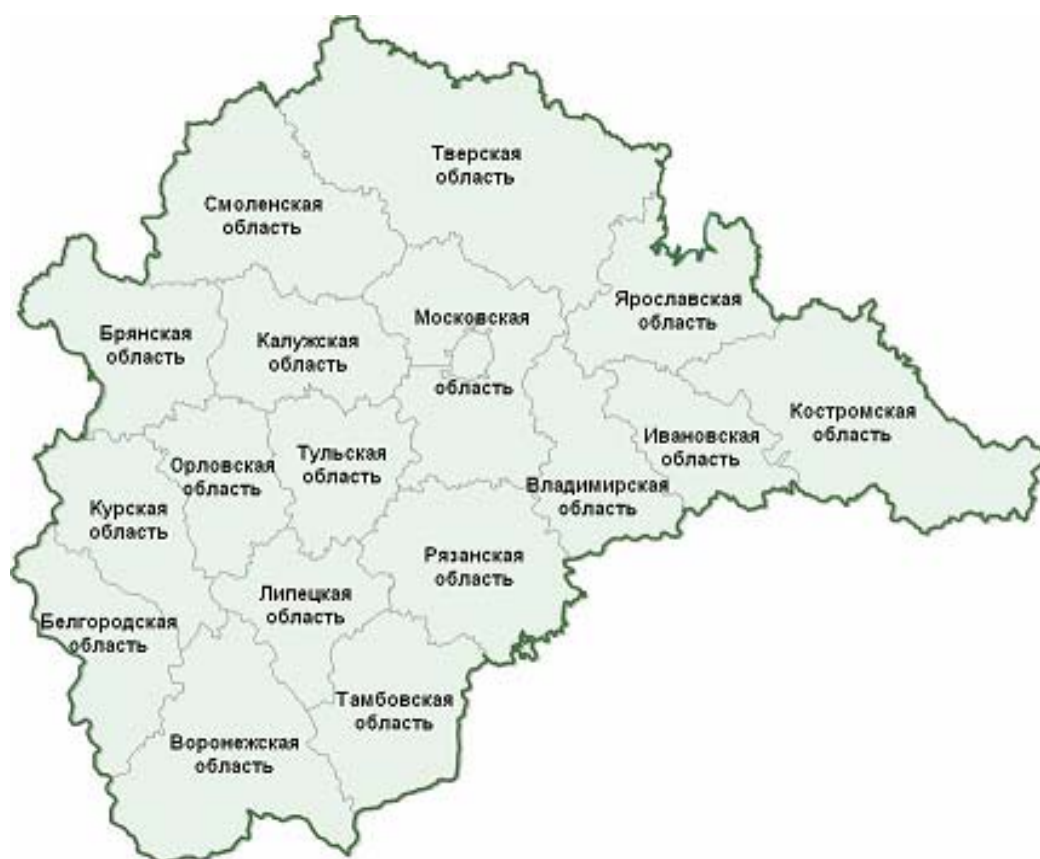 Тверская
область
Смоленская
область
Ярославская
область
Московская
область
Брянская
область
Калужская
область
Костромская
область
Ивановская
область
Тульская
область
Орловская
область
Владимирская
область
Курская
область
Рязанская
область
Липецкая
область
Белгородская
область
Тамбовская
область
Воронежская
область